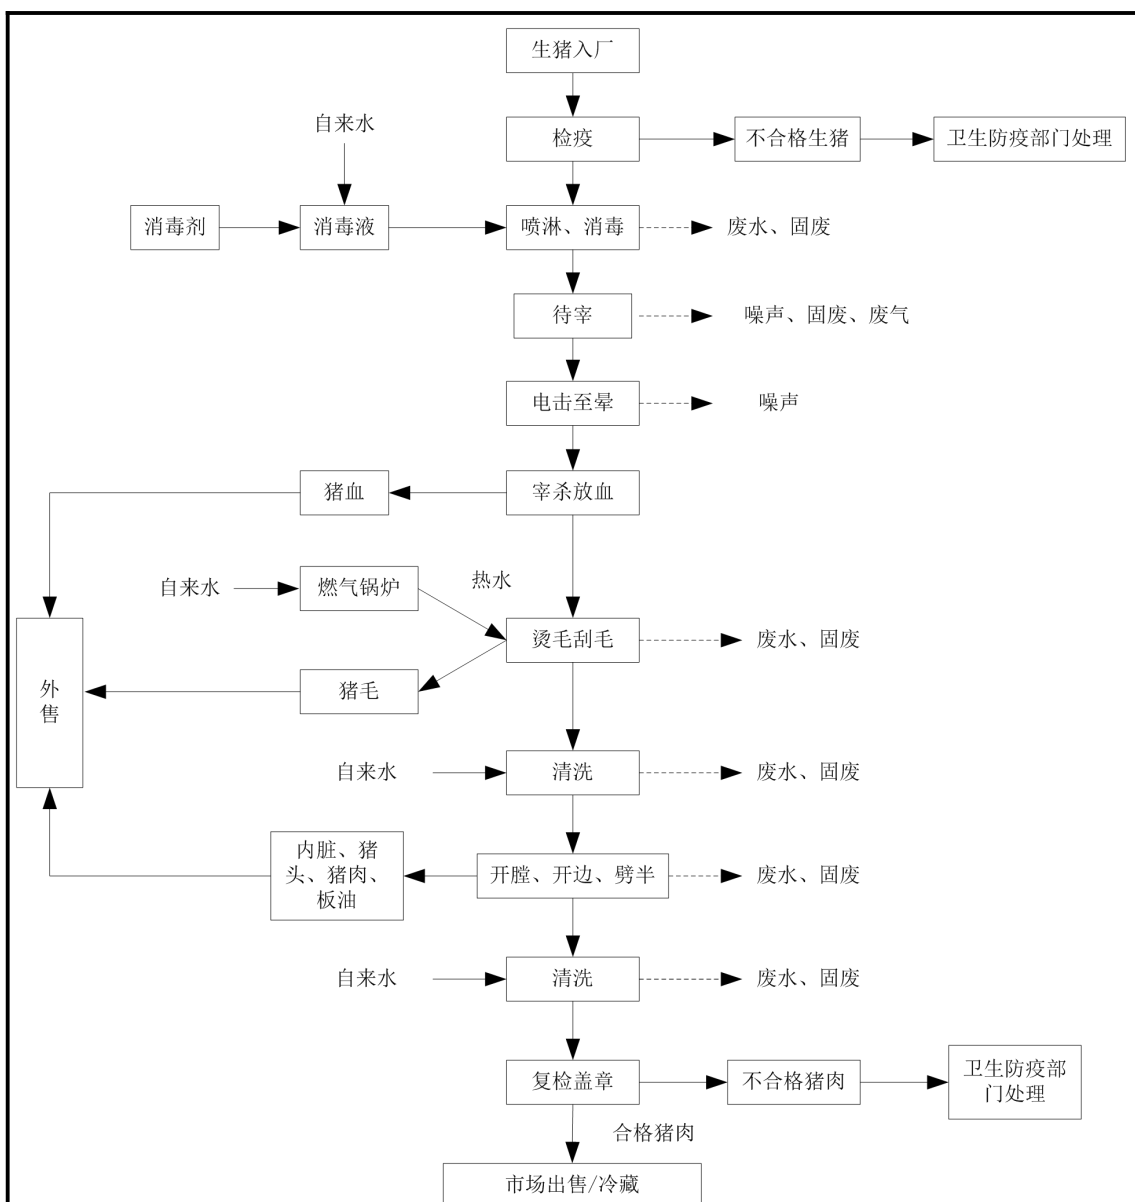 生猪入厂
自来水
检疫
不合格生猪
卫生防疫部门处理
消毒剂
消毒液
喷淋、消毒
废水、固废
待宰
噪声、固废、废气
电击至晕
噪声
猪血
宰杀放血
自来水
燃气锅炉
热水
烫毛刮毛
废水、固废
外
售
猪毛
自来水
清洗
废水、固废
内脏、猪
头、猪肉、
板油
开膛、开边、劈半
废水、固废
自来水
清洗
废水、固废
复检盖章
不合格猪肉
卫生防疫部
门处理
合格猪肉
市场出售/冷藏